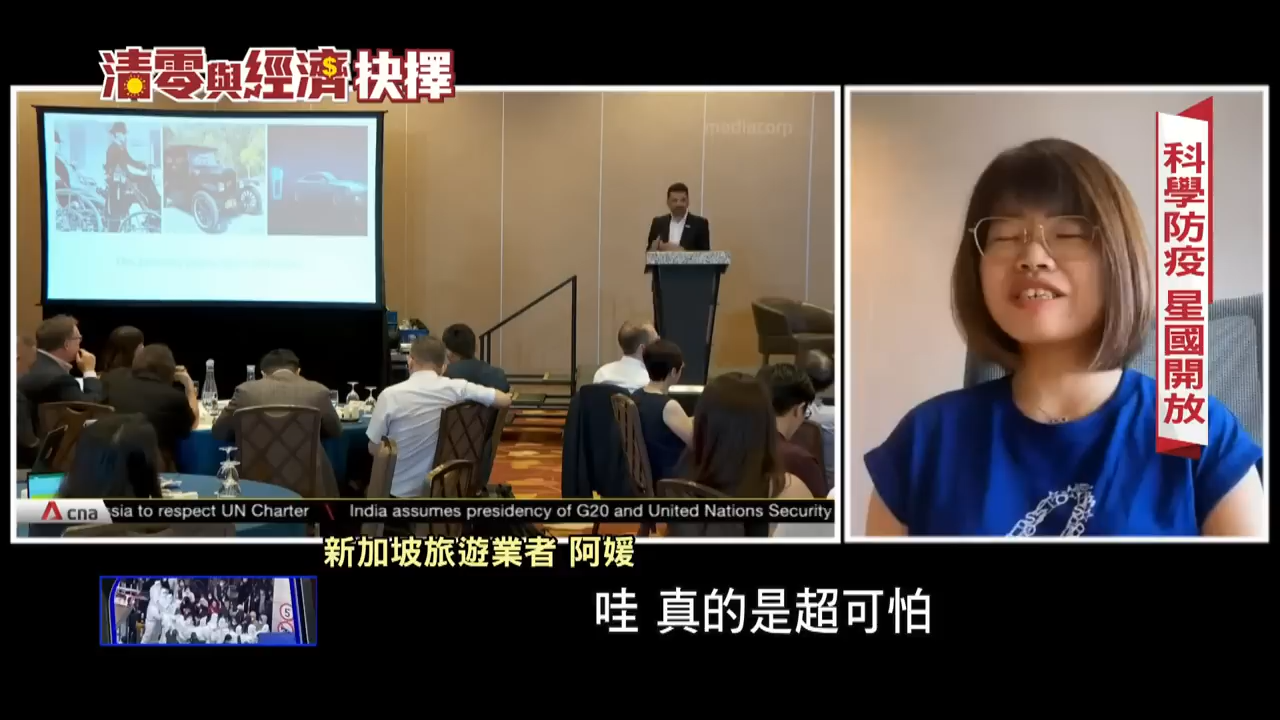 清零與經濟抉擇
mediacorp
科學防疫 星國開放
cna
sia to respect UN Charter \ India assumes presidency of G20 and United Nations Security
新加坡旅遊業者 阿媛
哇 真的是超可怕
5